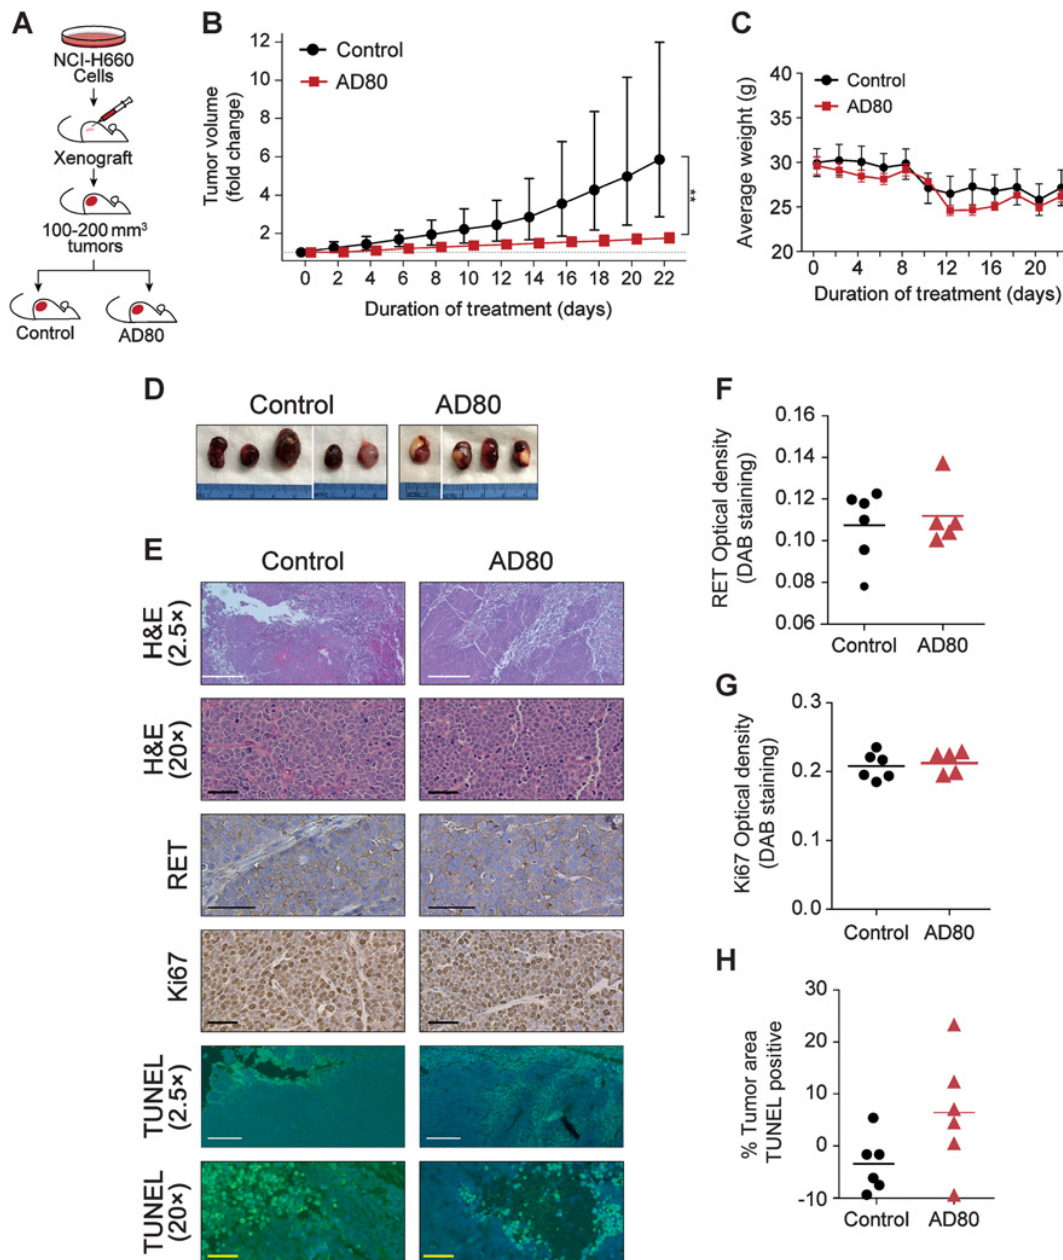 A
NCI-H660
Cells
Xenograft
100-200 mm³
tumors
Control
AD80
B
Tumor volume
(fold change)
12
10
8
6
4
2
Control
AD80
**
0
2
4
6
8
10
12
14
16
18
20
22
Duration of treatment (days)
C
Average weight (g)
40
35
30
25
20
Control
AD80
0
4
8
14
16
20
Duration of treatment (days)
D
Control
AD80
E
Control
AD80
H&E
(2.5×)
H&E
(20×)
RET
Ki67
TUNEL
(2.5×)
TUNEL
(20×)
F
RET Optical density
(DAB staining)
0.16
0.14
0.12
0.10
0.08
0.06
Control
AD80
G
Ki67 Optical density
(DAB staining)
0.3
0.2
0.1
0.0
Control
AD80
H
% Tumor area
TUNEL positive
30
20
10
0
-10
Control
AD80